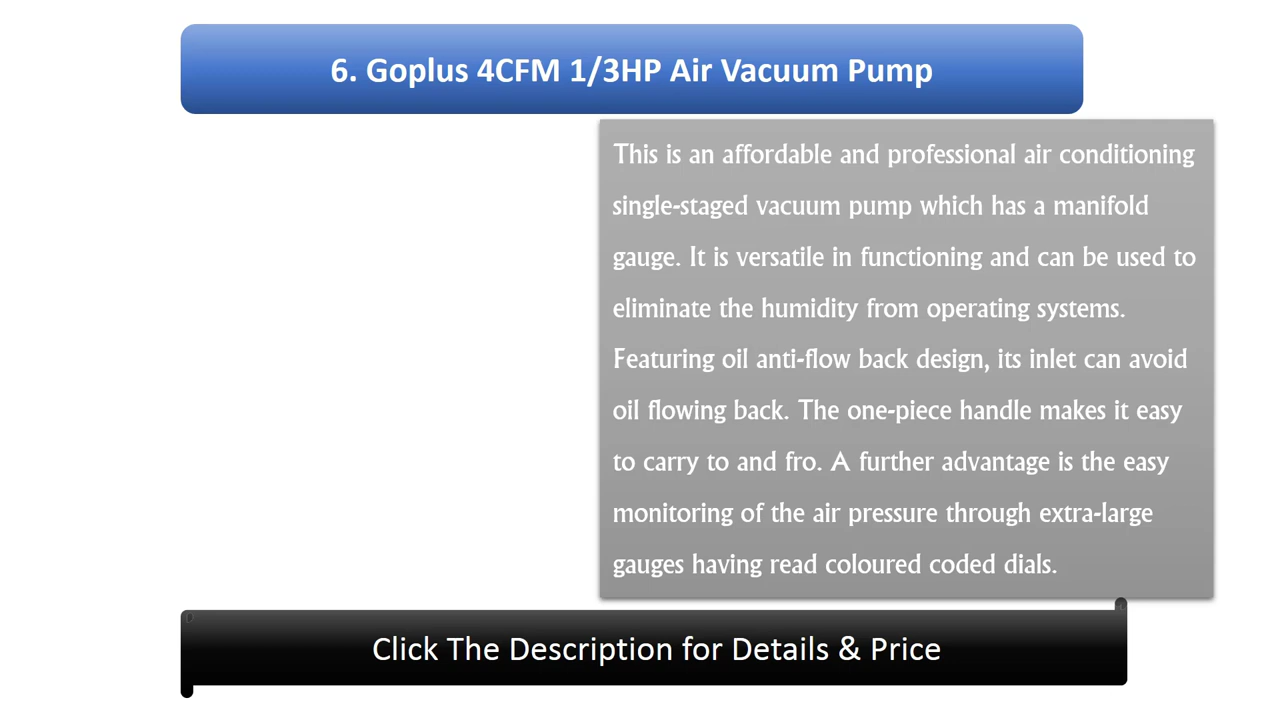 6. Goplus 4CFM 1/3HP Air Vacuum Pump
This is an affordable and professional air conditioning
single-staged vacuum pump which has a manifold
gauge. It is versatile in functioning and can be used to
eliminate the humidity from operating systems.
Featuring oil anti-flow back design, its inlet can avoid
oil flowing back. The one-piece handle makes it easy
to carry to and fro. A further advantage is the easy
monitoring of the air pressure through extra-large
gauges having read coloured coded dials.
Click The Description for Details & Price